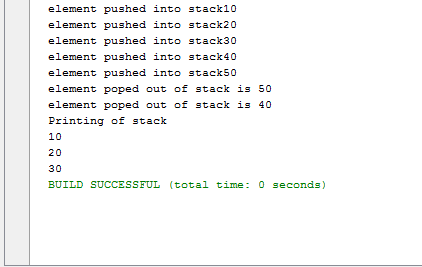 element pushed into stack10
element pushed into stack20
element pushed into stack30
element pushed into stack40
element pushed into stack50
element poped out of stack is 50
element poped out of stack is 40
Printing of stack
10
20
30
BUILD SUCCESSFUL (total time: 0 seconds)